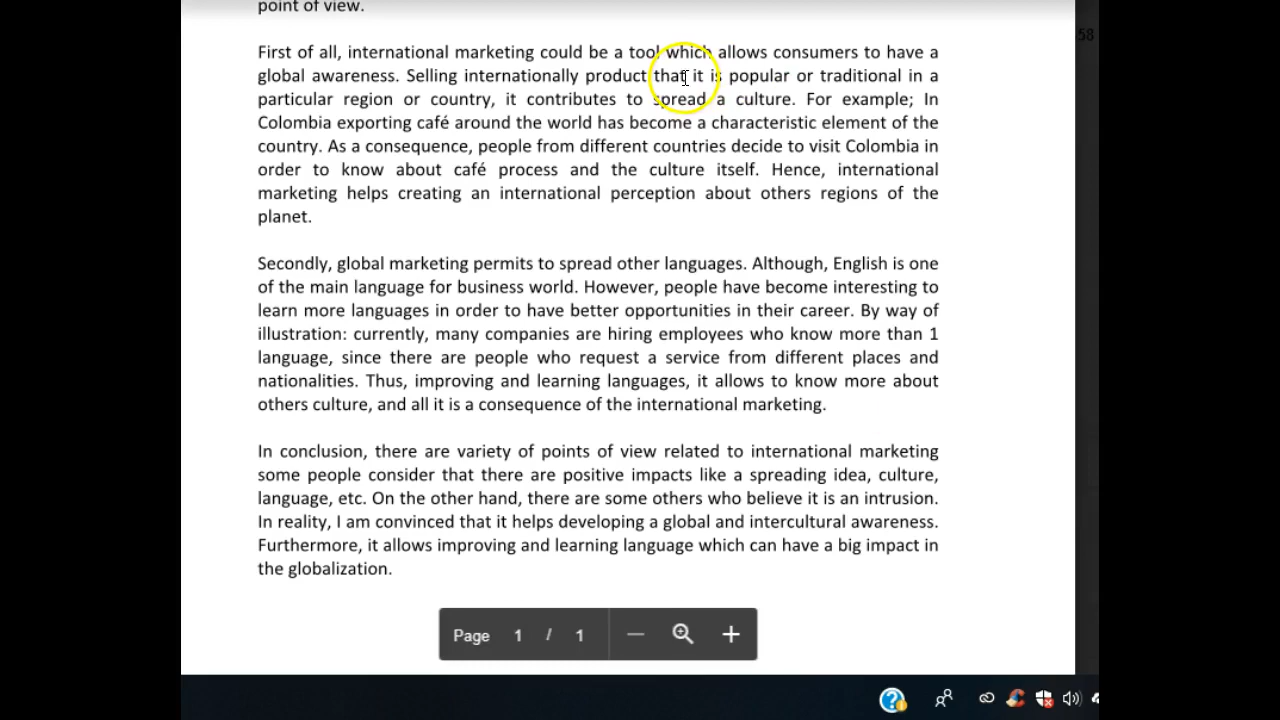 point of view.
58
First of all, international marketing could be a tool which allows consumers to have a
global awareness. Selling internationally product that it is popular or traditional in a
particular region or country, it contributes to spread a culture. For example; In
Colombia exporting café around the world has become a characteristic element of the
country. As a consequence, people from different countries decide to visit Colombia in
order to know about café process and the culture itself. Hence, international
marketing helps creating an international perception about others regions of the
planet.
Secondly, global marketing permits to spread other languages. Although, English is one
of the main language for business world. However, people have become interesting to
learn more languages in order to have better opportunities in their career. By way of
illustration: currently, many companies are hiring employees who know more than 1
language, since there are people who request a service from different places and
nationalities. Thus, improving and learning languages, it allows to know more about
others culture, and all it is a consequence of the international marketing.
In conclusion, there are variety of points of view related to international marketing
some people consider that there are positive impacts like a spreading idea, culture,
language, etc. On the other hand, there are some others who believe it is an intrusion.
In reality, I am convinced that it helps developing a global and intercultural awareness.
Furthermore, it allows improving and learning language which can have a big impact in
the globalization.
Page 1 / 1